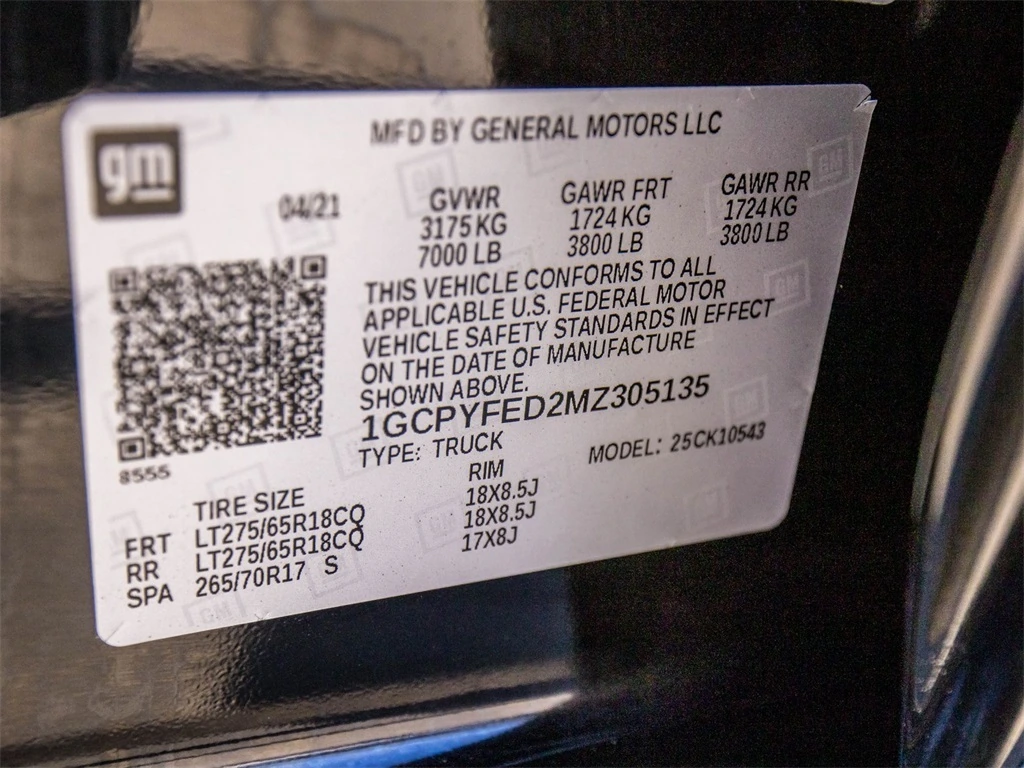 gm
MFD BY GENERAL MOTORS LLC
04/21
GVWR GAWR FRT GAWR RR
3175 KG 1724 KG 1724 KG
7000 LB 3800 LB 3800 LB
THIS VEHICLE CONFORMS TO ALL
APPLICABLE U.S. FEDERAL MOTOR
VEHICLE SAFETY STANDARDS IN EFFECT
ON THE DATE OF MANUFACTURE
SHOWN ABOVE.
1GCPYFED2MZ305135
TYPE: TRUCK MODEL: 25CK10543
8555
TIRE SIZE RIM
FRT LT275/65R18CQ 18X8.5J
RR LT275/65R18CQ 18X8.5J
SPA 265/70R17 S 17X8J